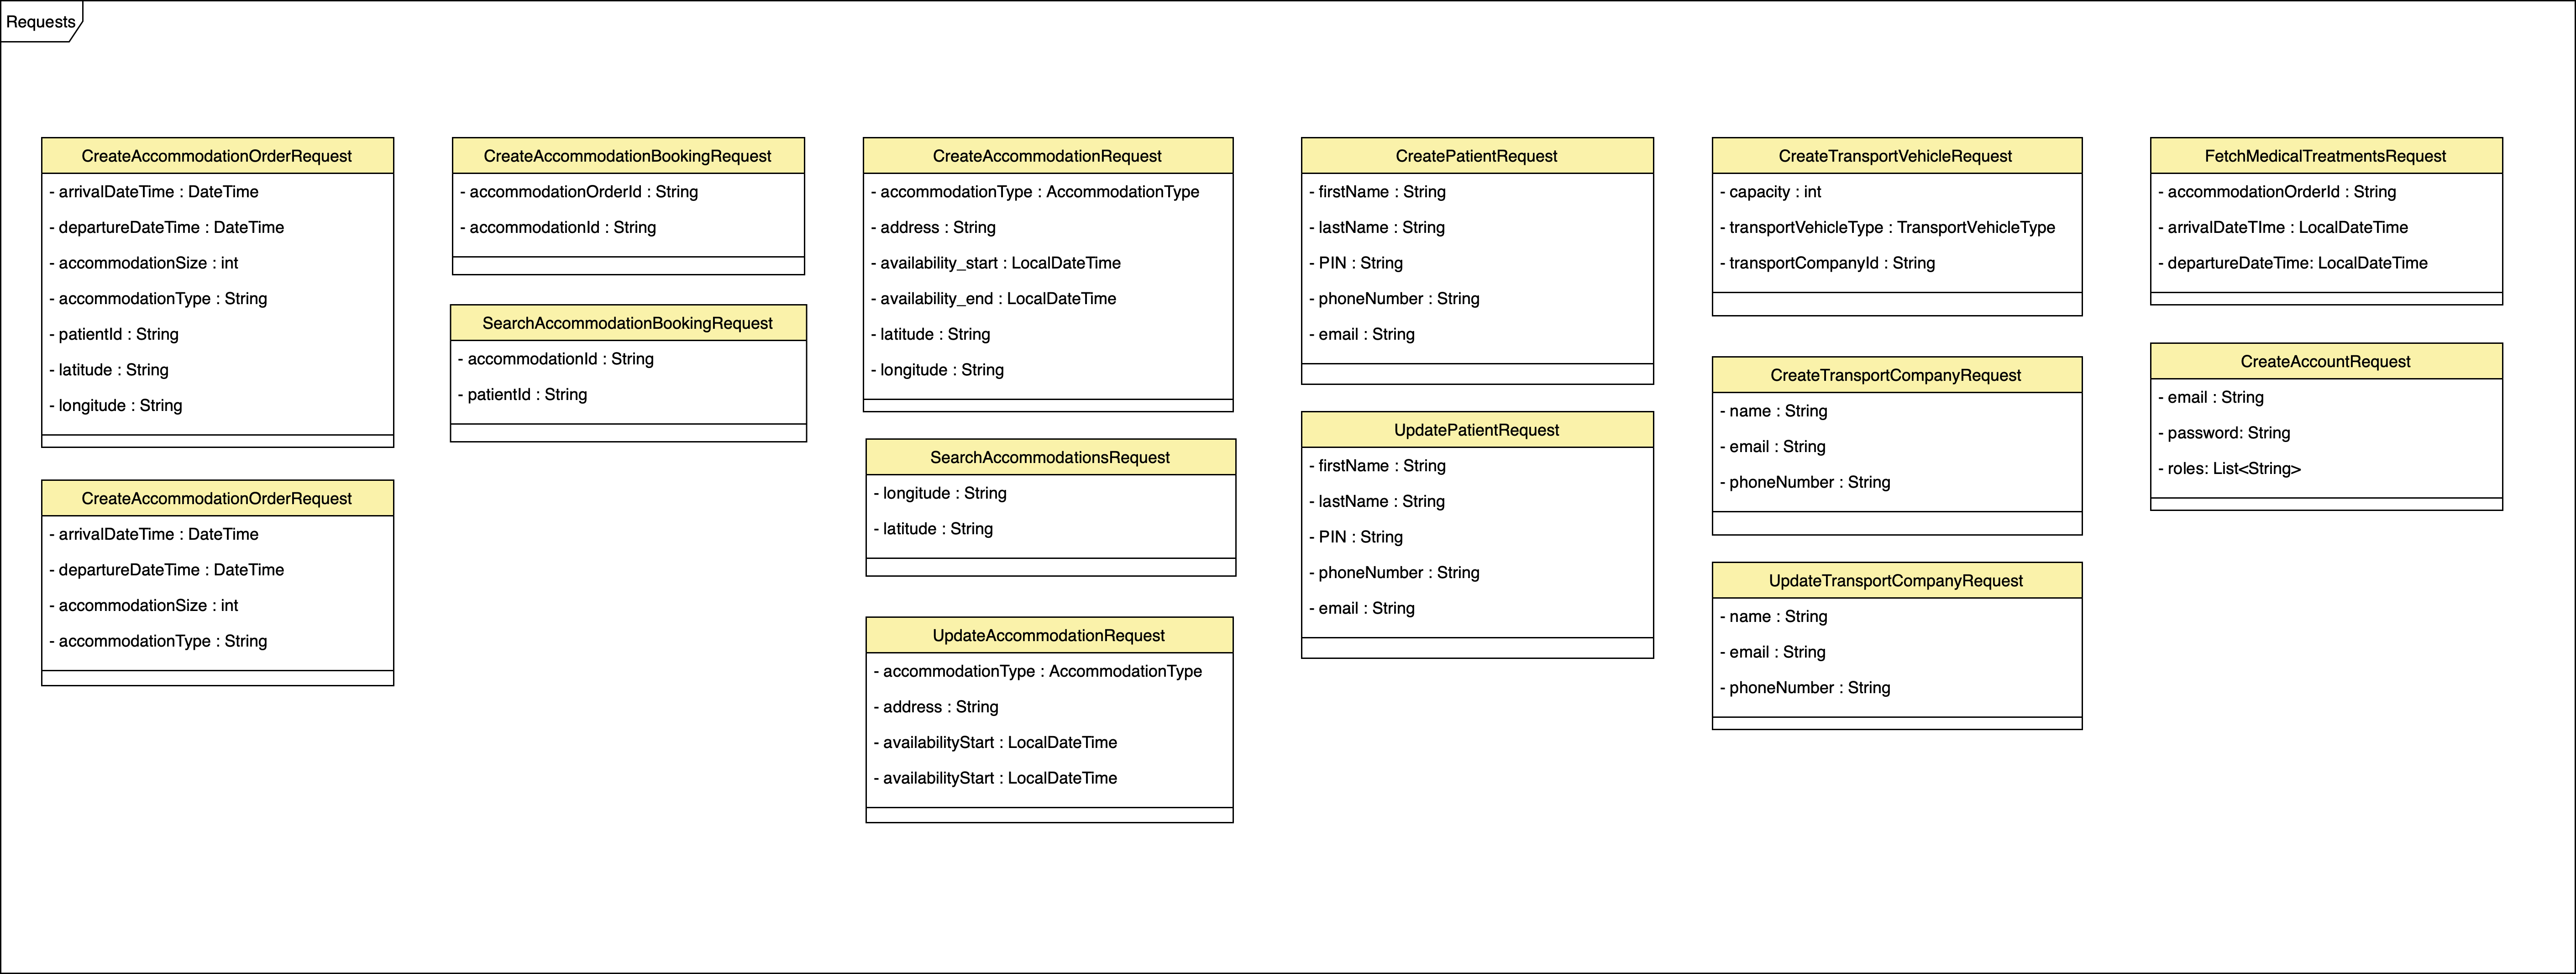 Requests
CreateAccommodationOrderRequest
- arrivalDateTime : DateTime
- departureDateTime : DateTime
- accommodationSize : int
- accommodationType : String
- patientId : String
- latitude : String
- longitude : String
CreateAccommodationOrderRequest
- arrivalDateTime : DateTime
- departureDateTime : DateTime
- accommodationSize : int
- accommodationType : String
CreateAccommodationBookingRequest
- accommodationOrderId : String
- accommodationId : String
SearchAccommodationBookingRequest
- accommodationId : String
- patientId : String
CreateAccommodationRequest
- accommodationType : AccommodationType
- address : String
- availability_start : LocalDateTime
- availability_end : LocalDateTime
- latitude : String
- longitude : String
SearchAccommodationsRequest
- longitude : String
- latitude : String
UpdateAccommodationRequest
- accommodationType : AccommodationType
- address : String
- availabilityStart : LocalDateTime
- availabilityStart : LocalDateTime
CreatePatientRequest
- firstName : String
- lastName : String
- PIN : String
- phoneNumber : String
- email : String
UpdatePatientRequest
- firstName : String
- lastName : String
- PIN : String
- phoneNumber : String
- email : String
CreateTransportVehicleRequest
- capacity : int
- transportVehicleType : TransportVehicleType
- transportCompanyId : String
CreateTransportCompanyRequest
- name : String
- email : String
- phoneNumber : String
UpdateTransportCompanyRequest
- name : String
- email : String
- phoneNumber : String
FetchMedicalTreatmentsRequest
- accommodationOrderId : String
- arrivalDateTIme : LocalDateTime
- departureDateTime: LocalDateTime
CreateAccountRequest
- email : String
- password: String
- roles: List<String>